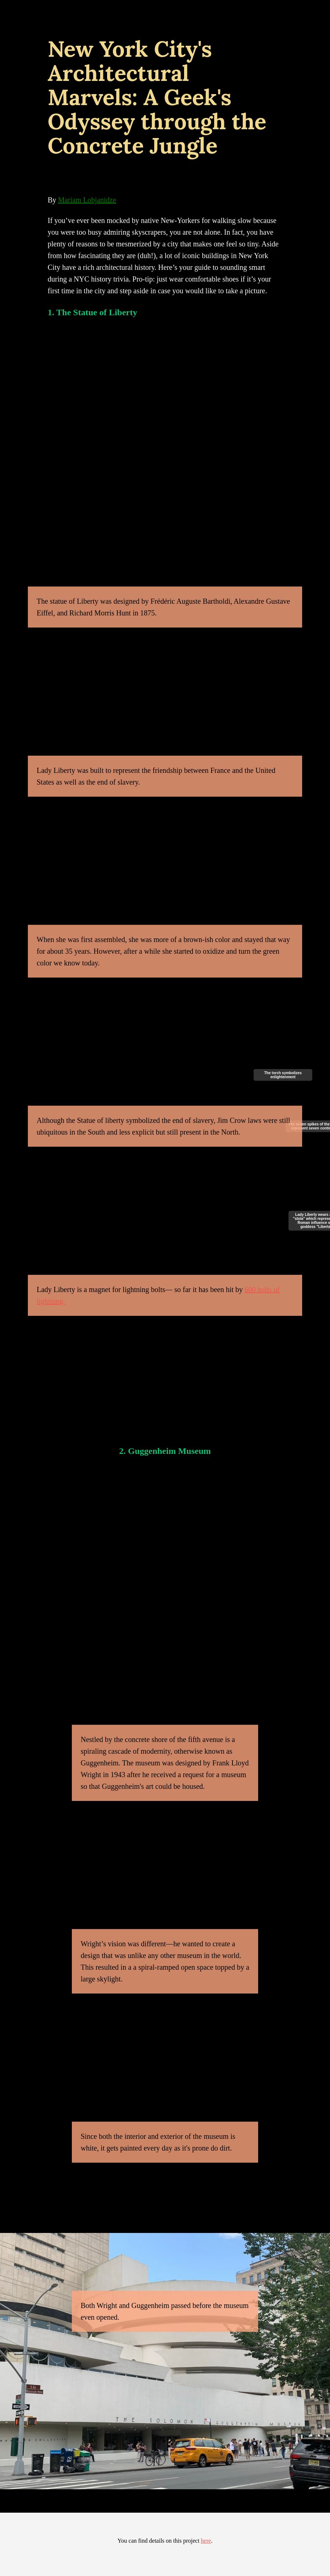 New York City's
Architectural
Marvels: A Geek's
Odyssey through the
Concrete Jungle
By Mariam Lobjanidze
If you’ve ever been mocked by native New-Yorkers for walking slow because
you were too busy admiring skyscrapers, you are not alone. In fact, you have
plenty of reasons to be mesmerized by a city that makes one feel so tiny. Aside
from how fascinating they are (duh!), a lot of iconic buildings in New York
City have a rich architectural history. Here’s your guide to sounding smart
during a NYC history trivia. Pro-tip: just wear comfortable shoes if it’s your
first time in the city and step aside in case you would like to take a picture.
1. The Statue of Liberty
The statue of Liberty was designed by Frédéric Auguste Bartholdi, Alexandre Gustave
Eiffel, and Richard Morris Hunt in 1875.
Lady Liberty was built to represent the friendship between France and the United
States as well as the end of slavery.
When she was first assembled, she was more of a brown-ish color and stayed that way
for about 35 years. However, after a while she started to oxidize and turn the green
color we know today.
The torch symbolizes
enlightenment
Although the Statue of liberty symbolized the end of slavery, Jim Crow laws were still
ubiquitous in the South and less explicit but still present in the North.
spikes of the
seven
Lady Liberty wears
"stola" which
Roman influence
goddess
Lady Liberty is a magnet for lightning bolts— so far it has been hit by
2. Guggenheim Museum
Nestled by the concrete shore of the fifth avenue is a
spiraling cascade of modernity, otherwise known as
Guggenheim. The museum was designed by Frank Lloyd
Wright in 1943 after he received a request for a museum
so that Guggenheim's art could be housed.
Wright’s vision was different—he wanted to create a
design that was unlike any other museum in the world.
This resulted in a a spiral-ramped open space topped by a
large skylight.
Since both the interior and exterior of the museum is
white, it gets painted every day as it's prone do dirt.
Both Wright and Guggenheim passed before the museum
even opened.
THE
You can find details on this project here.